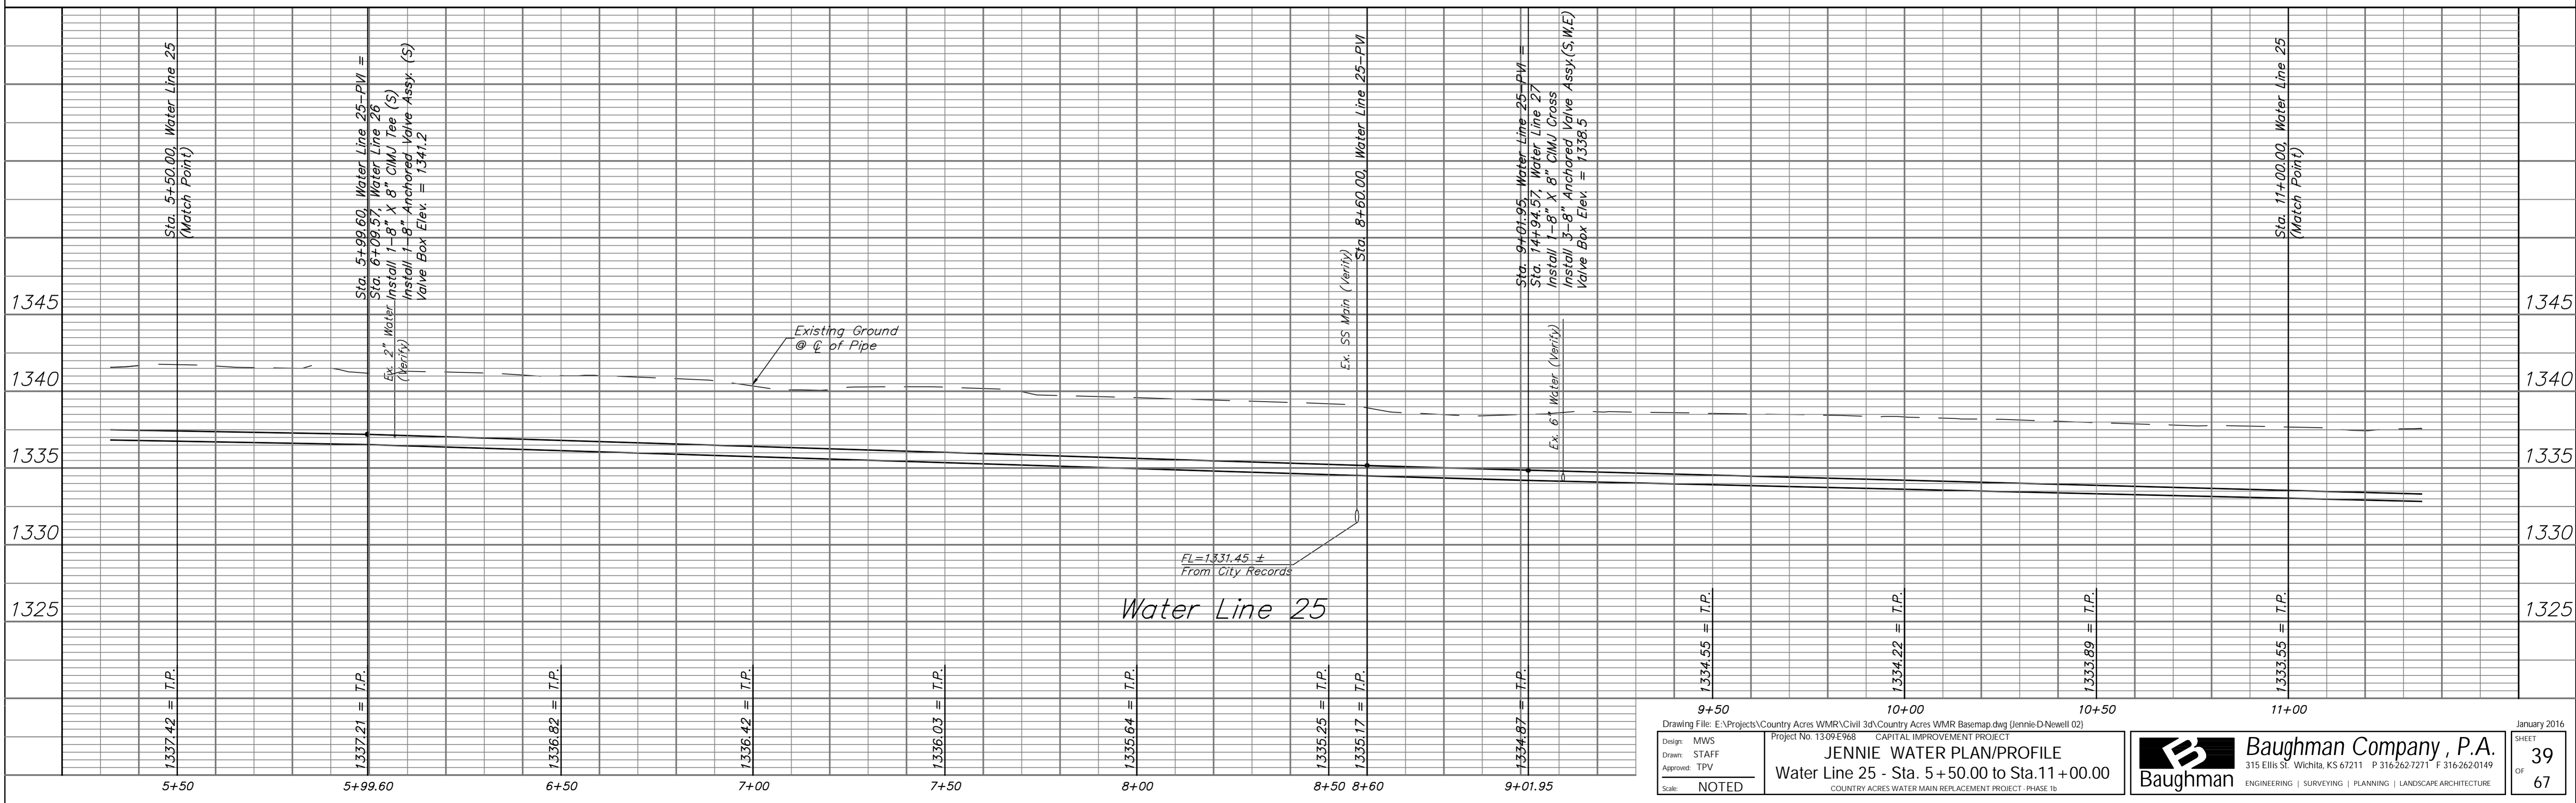 Sta. 5+50.00, Water Line 25
(Match Point)
Sta. 5+99.60, Water Line 25-PVI =
Sta. 6+09.57, Water Line 26
Install 1-8" X 8" CIMJ Tee (S)
Install 1-8" Anchored Valve Assy. (S)
Valve Box Elev. = 1341.2
Ex. 2" Water
(Verify)
Existing Ground
@ ℄ of Pipe
Ex. SS Main (Verify)
Sta. 8+60.00, Water Line 25-PVI
Sta. 9+01.95, Water Line 25-PVI =
Sta. 14+94.57, Water Line 27
Install 1-8" X 8" CIMJ Cross
Install 3-8" Anchored Valve Assy.(S,W,E)
Valve Box Elev. = 1338.5
Ex. 6" Water (Verify)
Sta. 11+00.00, Water Line 25
(Match Point)
1345
1345
1340
1340
1335
1335
1330
1330
1325
1325
FL=1331.45 ±
From City Records
Water Line 25
1337.42 = T.P.
1337.21 = T.P.
1336.82 = T.P.
1336.42 = T.P.
1336.03 = T.P.
1335.64 = T.P.
1335.25 = T.P.
1335.17 = T.P.
1334.87 = T.P.
1334.55 = T.P.
1334.22 = T.P.
1333.89 = T.P.
1333.55 = T.P.
5+50
5+99.60
6+50
7+00
7+50
8+00
8+50
8+60
9+01.95
9+50
10+00
10+50
11+00
Drawing File: E:\Projects\Country Acres WMR\Civil 3d\Country Acres WMR Basemap.dwg (Jennie-D-Newell 02)
January 2016
Design: MWS
Drawn: STAFF
Approved: TPV
Scale: NOTED
Project No. 13-09-E968 CAPITAL IMPROVEMENT PROJECT
JENNIE WATER PLAN/PROFILE
Water Line 25 - Sta. 5+50.00 to Sta.11+00.00
COUNTRY ACRES WATER MAIN REPLACEMENT PROJECT - PHASE 1b
Baughman
Baughman Company, P.A.
315 Ellis St. Wichita, KS 67211 P 316-262-7271 F 316-262-0149
ENGINEERING | SURVEYING | PLANNING | LANDSCAPE ARCHITECTURE
SHEET
39
OF
67